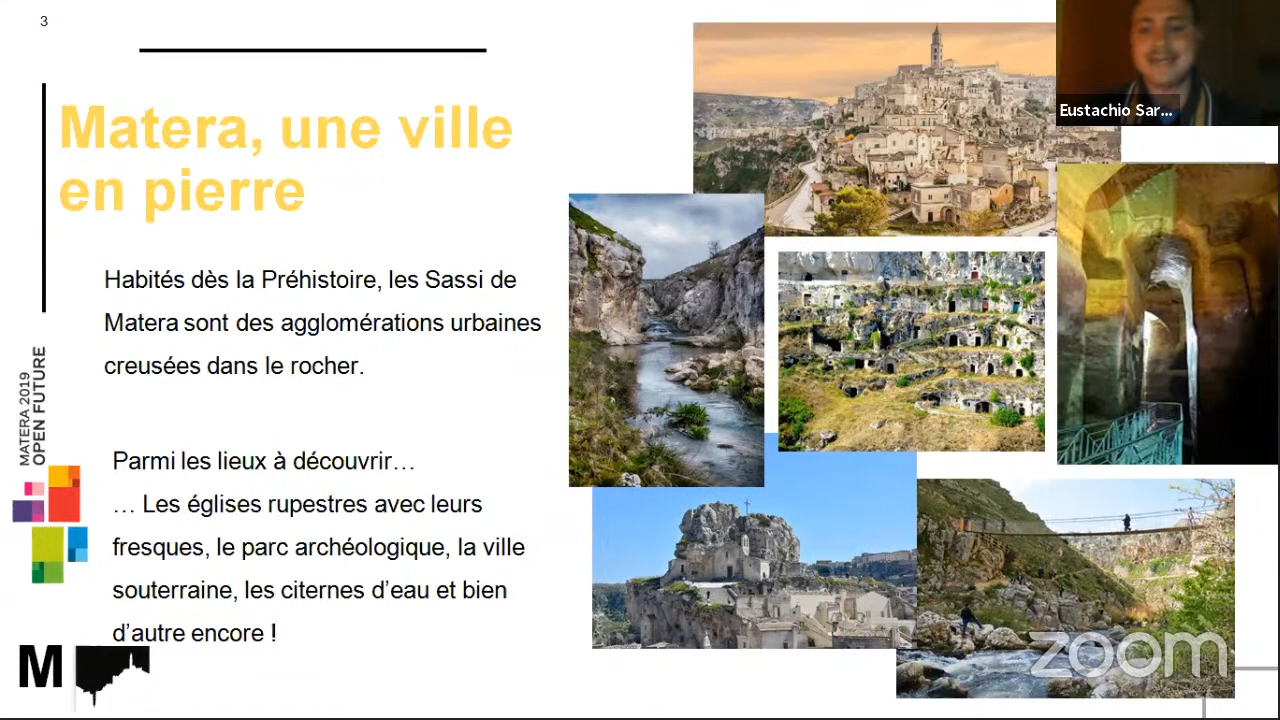 3
Matera, une ville
en pierre
Habités dès la Préhistoire, les Sassi de
Matera sont des agglomérations urbaines
creusées dans le rocher.
Parmi les lieux à découvrir…
… Les églises rupestres avec leurs
fresques, le parc archéologique, la ville
souterraine, les citernes d’eau et bien
d’autre encore !
MATERA 2019
OPEN FUTURE
M
Eustachio Sar...
zoom